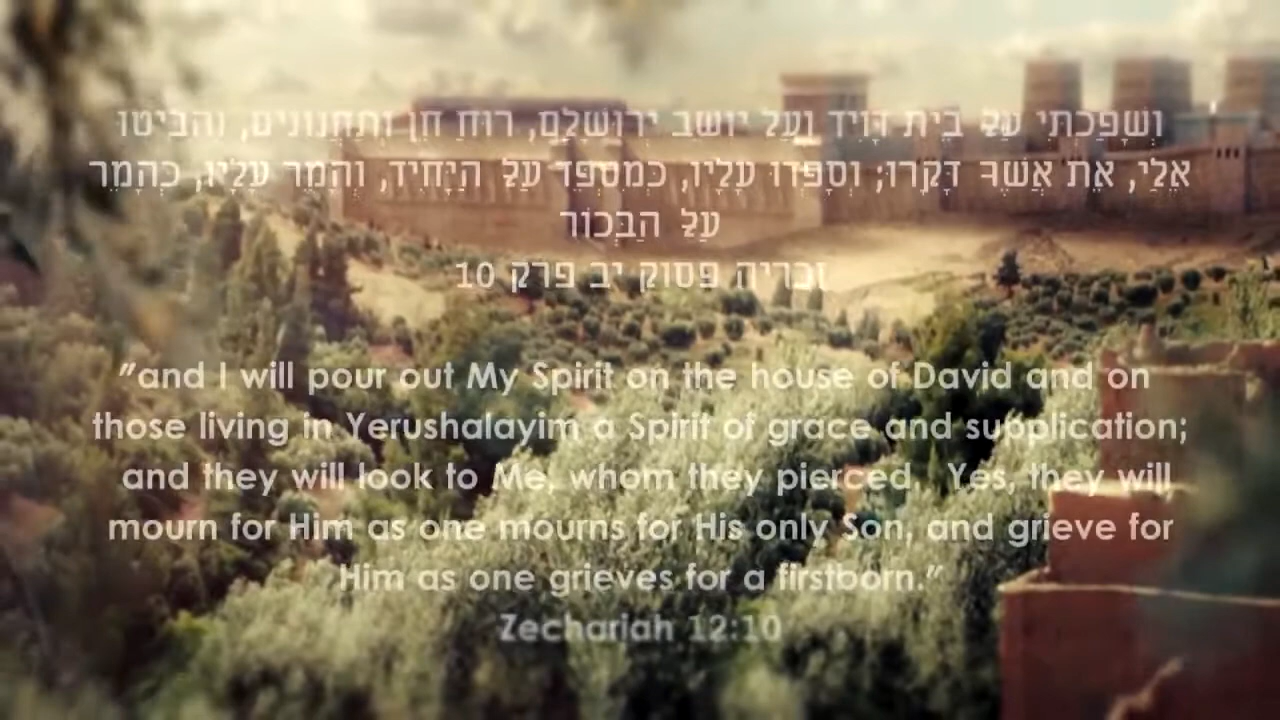 וְשָׁפַכְתִּי עַל בֵּית דָּוִיד וְעַל יוֹשֵׁב יְרוּשָׁלִַם, רוּחַ חֵן וְתַחֲנוּנִים, וְהִבִּיטוּ
אֵלַי, אֵת אֲשֶׁר דָּקָרוּ; וְסָפְדוּ עָלָיו, כְּמִסְפֵּד עַל הַיָּחִיד, וְהָמֵר עָלָיו, כְּהָמֵר
עַל הַבְּכוֹר
זכריה פסוק יב פרק 10
"and I will pour out My Spirit on the house of David and on
those living in Yerushalayim a Spirit of grace and supplication;
and they will look to Me, whom they pierced. Yes, they will
mourn for Him as one mourns for His only Son, and grieve for
Him as one grieves for a firstborn."
Zechariah 12:10